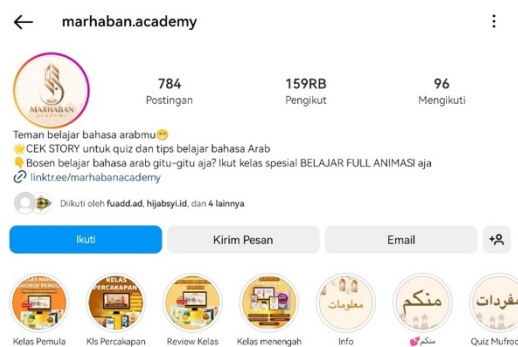 marhaban.academy
784
Postingan
159RB
Pengikut
96
Mengikuti
MARHABAN
ACADEMY
Teman belajar bahasa arabmu😁
🌟CEK STORY untuk quiz dan tips belajar bahasa Arab
👇Bosen belajar bahasa arab gitu-gitu aja? Ikut kelas spesial BELAJAR FULL ANIMASI aja
linktr.ee/marhabanacademy
Diikuti oleh fuadd.ad, hijabsyi.id, dan 4 lainnya
Ikuti
Kirim Pesan
Email
KELAS
PERCAKAPAN
معلومات
منكم
مفردات
Kelas Pemula
Kls Percakapan
Review Kelas
Kelas menengah
Info
منكم💕
Quiz Mufrod